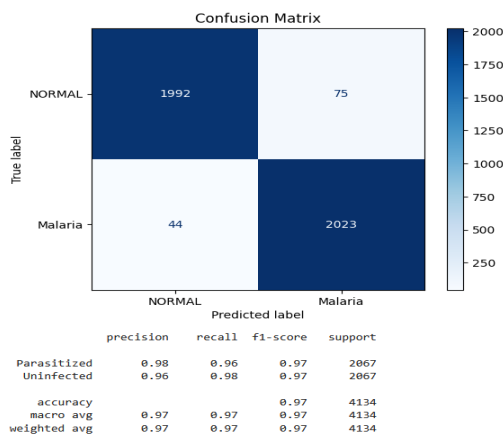 Confusion Matrix
2000
NORMAL 1992 75
1750
1500
1250
True label
1000
Malaria 44 2023
750
500
250
NORMAL Malaria
Predicted label
precision recall f1-score support
Parasitized 0.98 0.96 0.97 2067
Uninfected 0.96 0.98 0.97 2067
accuracy 0.97 4134
macro avg 0.97 0.97 0.97 4134
weighted avg 0.97 0.97 0.97 4134